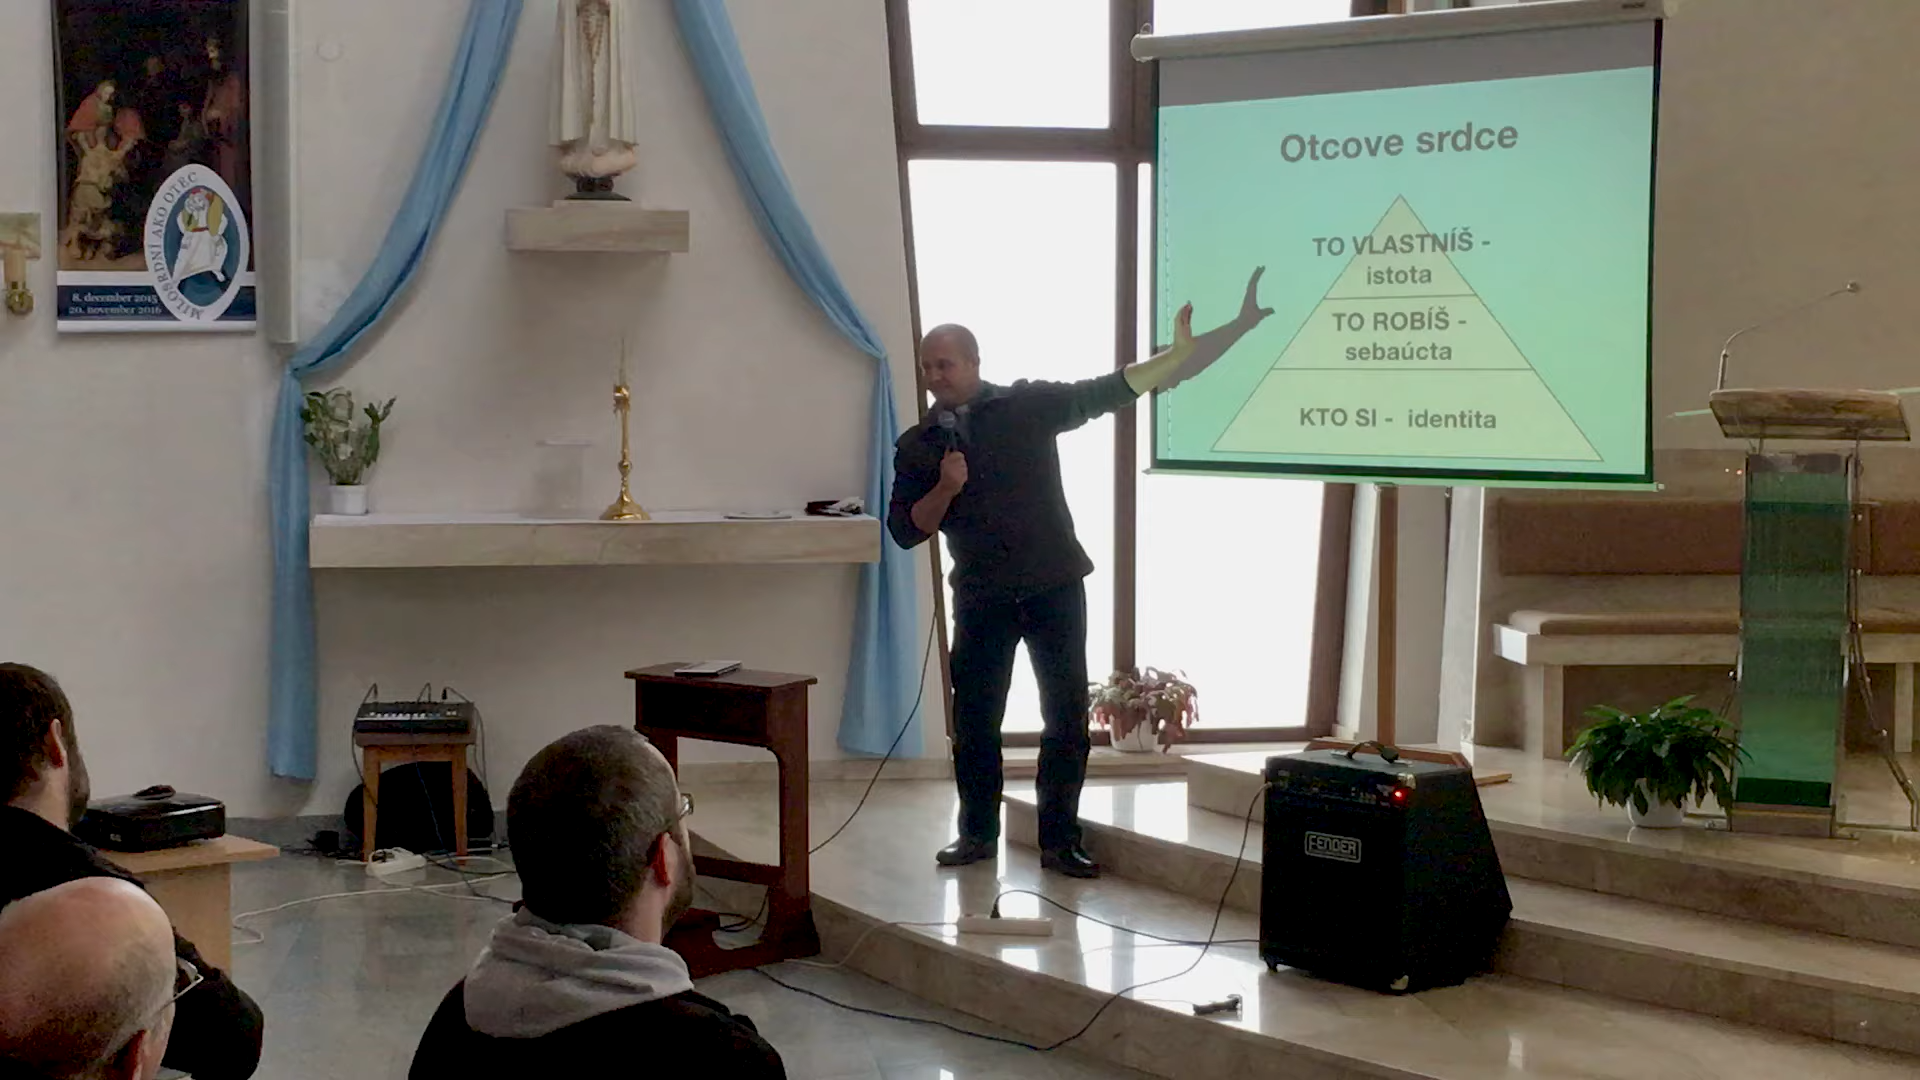 MILOSRDNÍ AKO OTEC
8. december 2015
20. november 2016
Otcove srdce
TO VLASTNÍŠ -
istota
TO ROBÍŠ -
sebaúcta
KTO SI - identita
FENDER